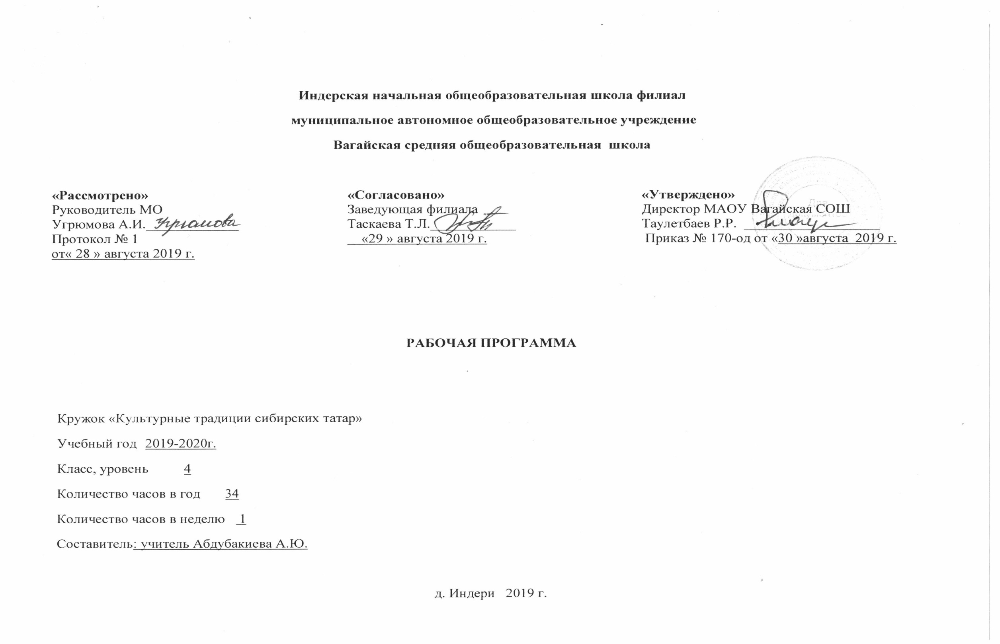 Индерская начальная общеобразовательная школа филиал
муниципальное автономное общеобразовательное учреждение
Вагайская средняя общеобразовательная школа
«Рассмотрено»
Руководитель МО
Угрюмова А.И. Угрюмова
Протокол № 1
от« 28 » августа 2019 г.
«Согласовано»
Заведующая филиала
Таскаева Т.Л.
«29 » августа 2019 г.
«Утверждено»
Директор МАОУ Вагайская СОШ
Таулетбаев Р.Р.
Приказ № 170-од от «30 »августа 2019 г.
Для
РАБОЧАЯ ПРОГРАММА
Кружок «Культурные традиции сибирских татар»
Учебный год 2019-2020г.
Класс, уровень 4
Количество часов в год 34
Количество часов в неделю 1
Составитель: учитель Абдубакиева А.Ю.
д. Индери 2019 г.